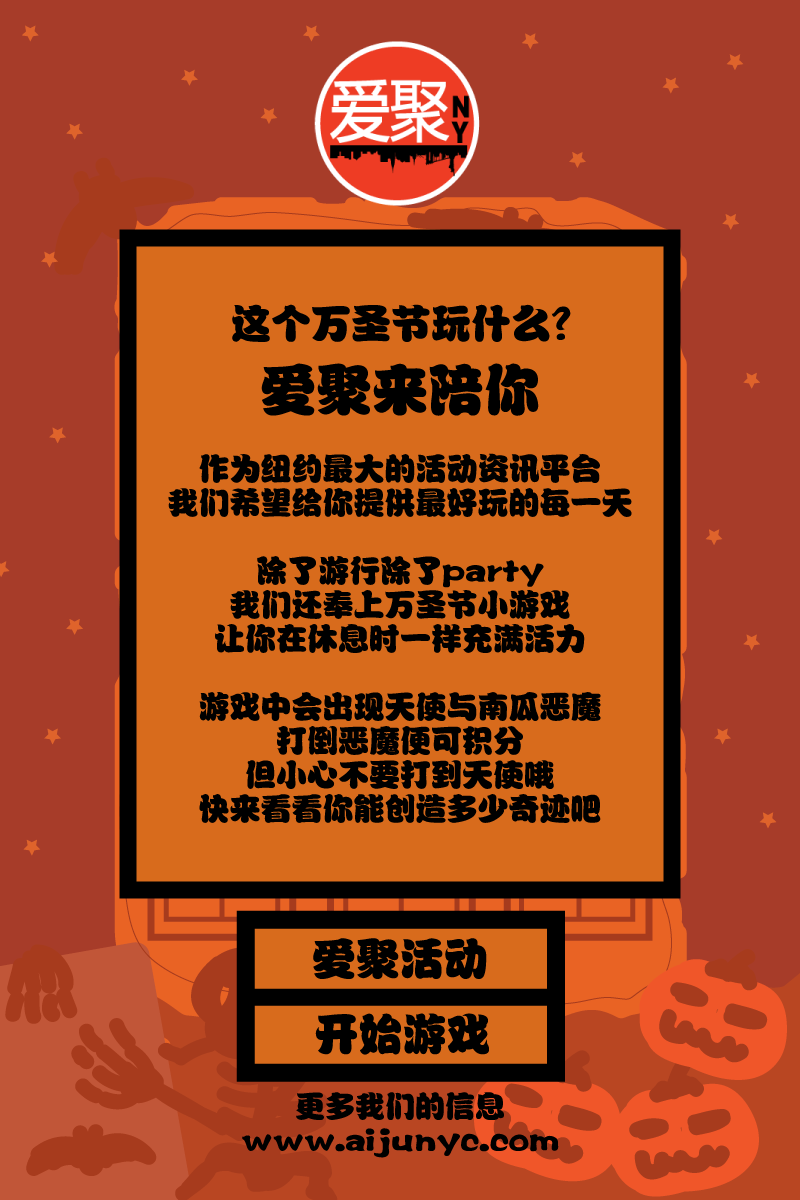 爱聚
NY
这个万圣节玩什么?
爱聚来陪你
作为纽约最大的活动资讯平台
我们希望给你提供最好玩的每一天
除了游行除了party
我们还奉上万圣节小游戏
让你在休息时一样充满活力
游戏中会出现天使与南瓜恶魔
打倒恶魔便可积分
但小心不要打到天使哦
快来看看你能创造多少奇迹吧
爱聚活动
开始游戏
更多我们的信息
www.aijunyc.com